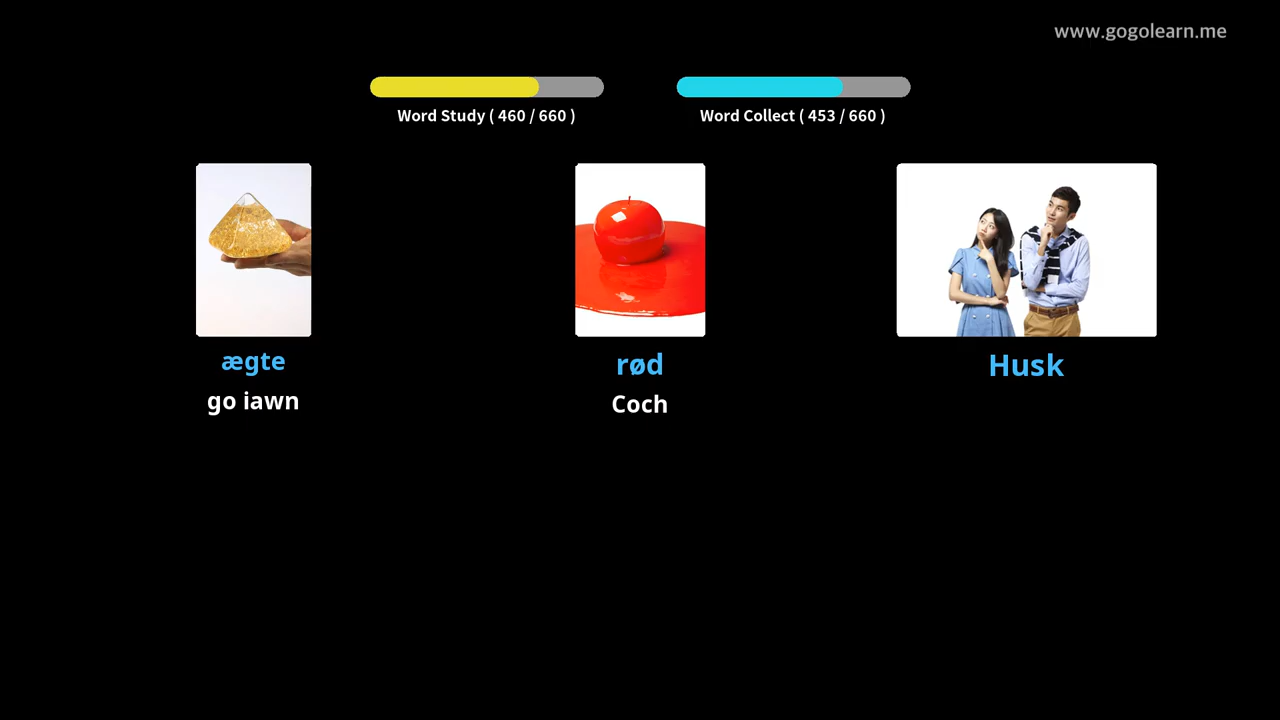 www.gogolearn.me
Word Study ( 460 / 660 )
Word Collect ( 453 / 660 )
ægte
go iawn
rød
Coch
Husk